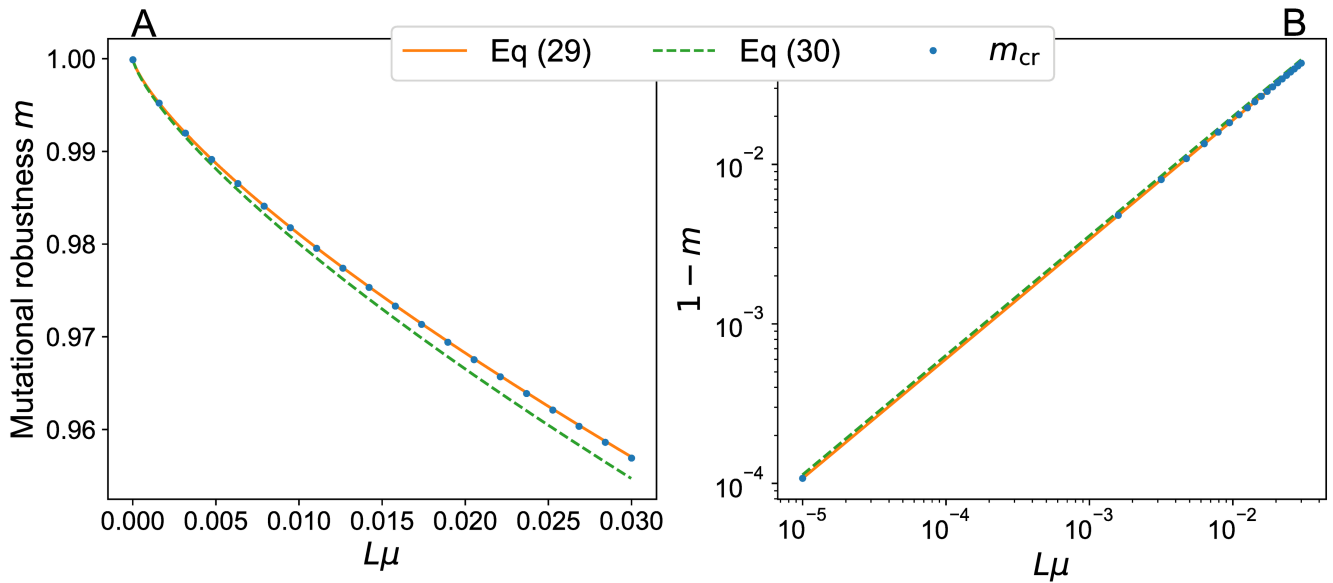 A
B
Eq (29)
Eq (30)
m_cr
Mutational robustness m
1.00
0.99
0.98
0.97
0.96
0.000 0.005 0.010 0.015 0.020 0.025 0.030
Lμ
1 − m
10⁻²
10⁻³
10⁻⁴
10⁻⁵ 10⁻⁴ 10⁻³ 10⁻²
Lμ